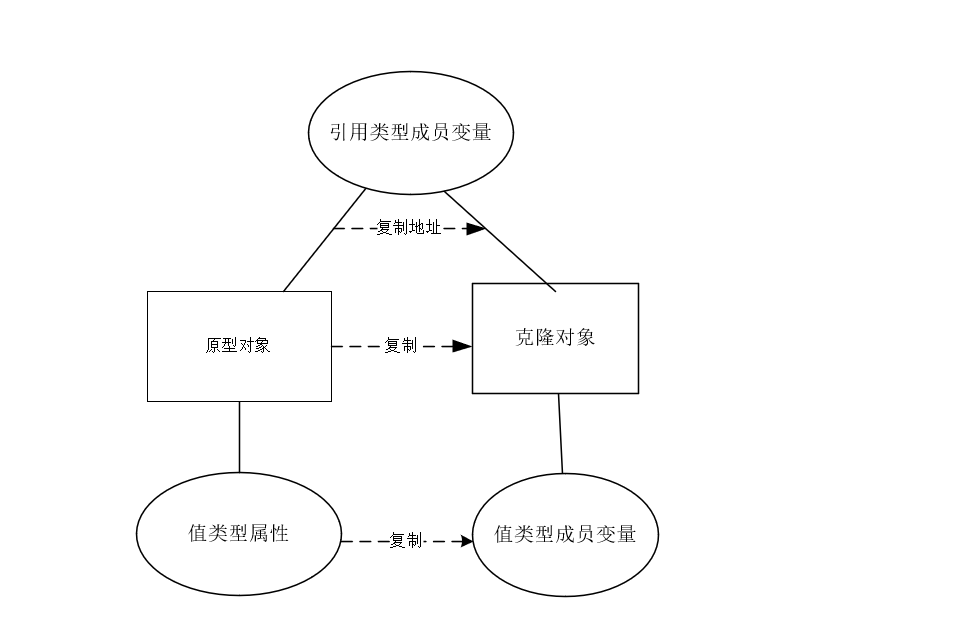 引用类型成员变量
复制地址
原型对象
复制
克隆对象
值类型属性
复制
值类型成员变量